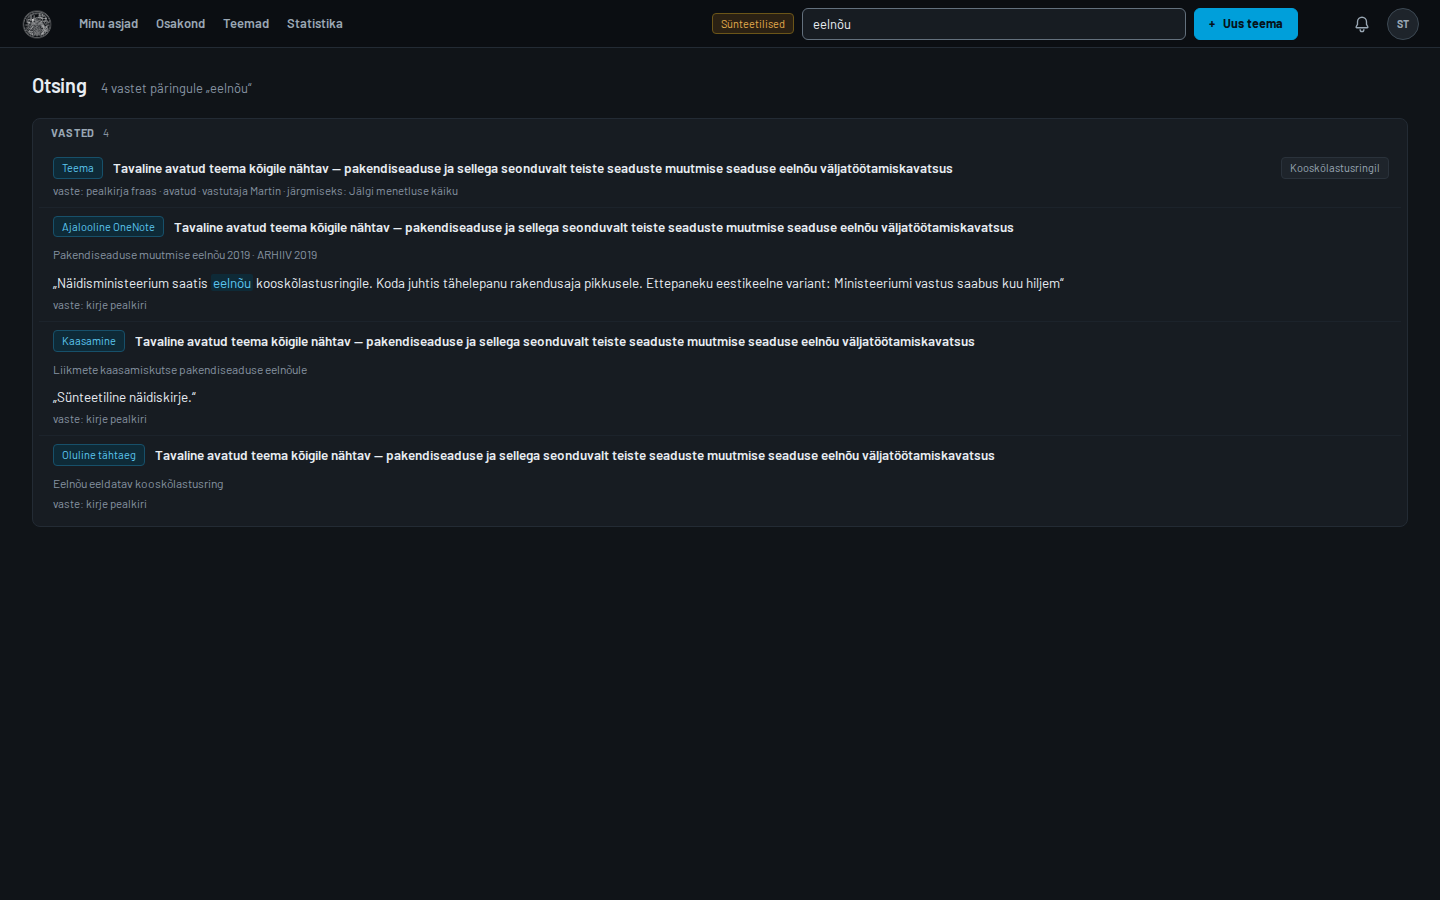 Minu asjad Osakond Teemad Statistika Sünteetilised eelnõu + Uus teema ST
Otsing 4 vastet päringule „eelnõu”
VASTED 4
Teema Tavaline avatud teema kõigile nähtav — pakendiseaduse ja sellega seonduvalt teiste seaduste muutmise seaduse eelnõu väljatöötamiskavatsus Kooskõlastusringil
vaste: pealkirja fraas · avatud · vastutaja Martin · järgmiseks: Jälgi menetluse käiku
Ajalooline OneNote Tavaline avatud teema kõigile nähtav — pakendiseaduse ja sellega seonduvalt teiste seaduste muutmise seaduse eelnõu väljatöötamiskavatsus
Pakendiseaduse muutmise eelnõu 2019 · ARHIIV 2019
„Näidisministeerium saatis eelnõu kooskõlastusringile. Koda juhtis tähelepanu rakendusaja pikkusele. Ettepaneku eestikeelne variant: Ministeeriumi vastus saabus kuu hiljem”
vaste: kirje pealkiri
Kaasamine Tavaline avatud teema kõigile nähtav — pakendiseaduse ja sellega seonduvalt teiste seaduste muutmise seaduse eelnõu väljatöötamiskavatsus
Liikmete kaasamiskutse pakendiseaduse eelnõule
„Sünteetiline näidiskirje.”
vaste: kirje pealkiri
Oluline tähtaeg Tavaline avatud teema kõigile nähtav — pakendiseaduse ja sellega seonduvalt teiste seaduste muutmise seaduse eelnõu väljatöötamiskavatsus
Eelnõu eeldatav kooskõlastusring
vaste: kirje pealkiri